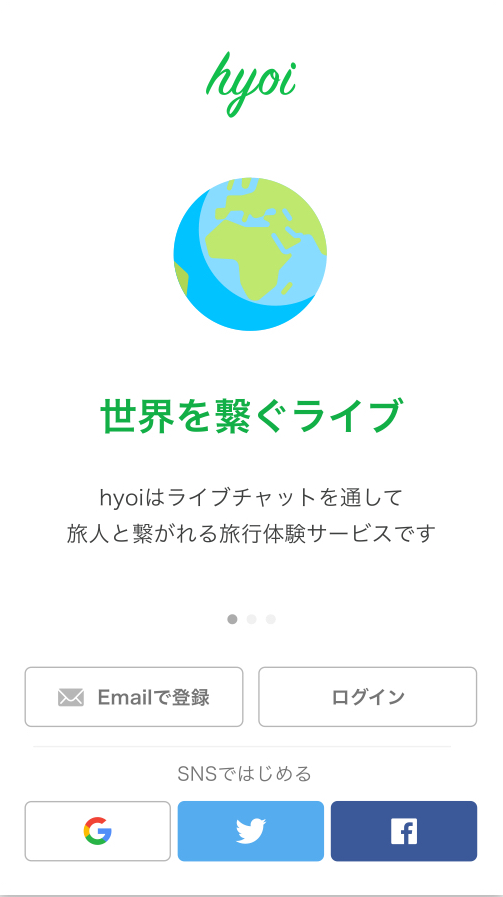 hyoi
世界を繋ぐライブ
hyoiはライブチャットを通して
旅人と繋がれる旅行体験サービスです
Emailで登録
ログイン
SNSではじめる